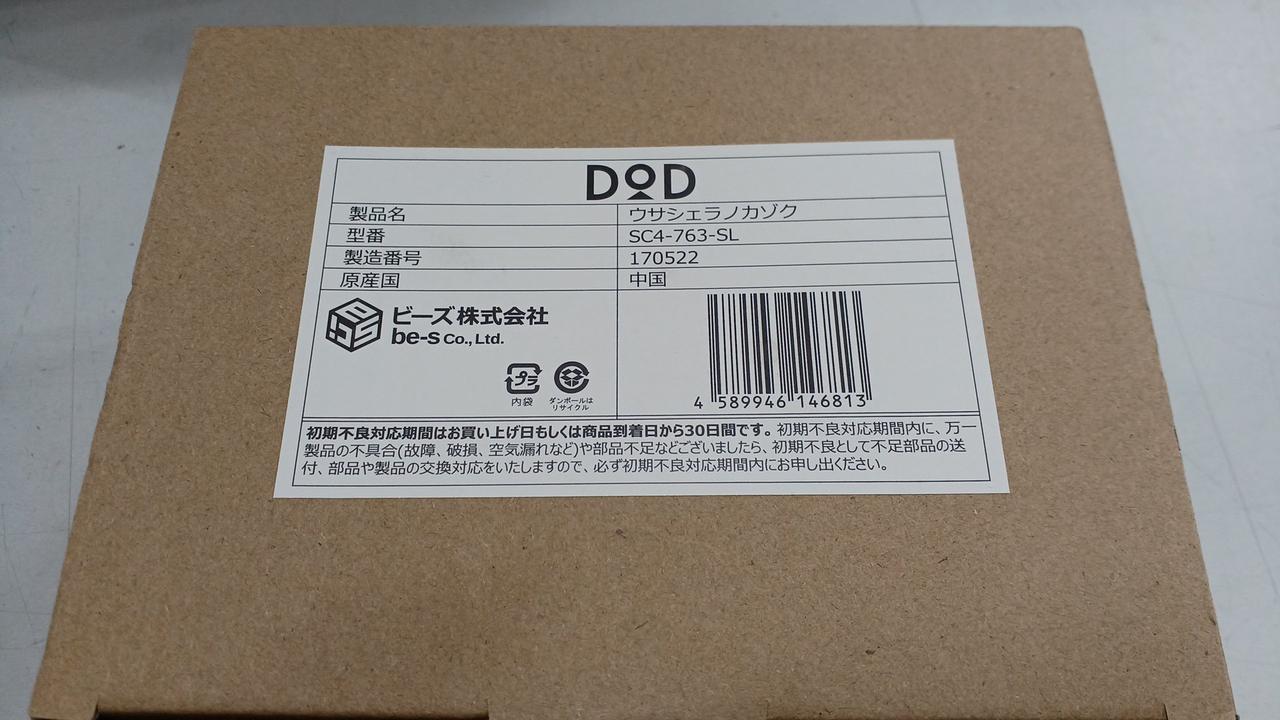 DOD
製品名 ウサシェラノカゾク
型番 SC4-763-SL
製造番号 170522
原産国 中国
ビーズ株式会社
be-s Co., Ltd.
プラ
内袋
ダンボールは
リサイクル
4 589946 146813
初期不良対応期間はお買い上げ日もしくは商品到着日から30日間です。初期不良対応期間内に、万一
製品の不具合(故障、破損、空気漏れなど)や部品不足などございましたら、初期不良として不足部品の送
付、部品や製品の交換対応をいたしますので、必ず初期不良対応期間内にお申し出ください。